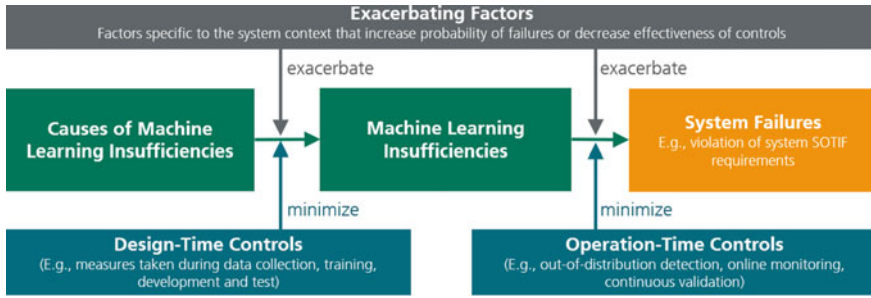 Exacerbating Factors
Factors specific to the system context that increase probability of failures or decrease effectiveness of controls
exacerbate
exacerbate
Causes of Machine
Learning Insufficiencies
Machine Learning
Insufficiencies
System Failures
E.g., violation of system SOTIF
requirements
minimize
minimize
Design-Time Controls
(E.g., measures taken during data collection, training,
development and test)
Operation-Time Controls
(E.g., out-of-distribution detection, online monitoring,
continuous validation)